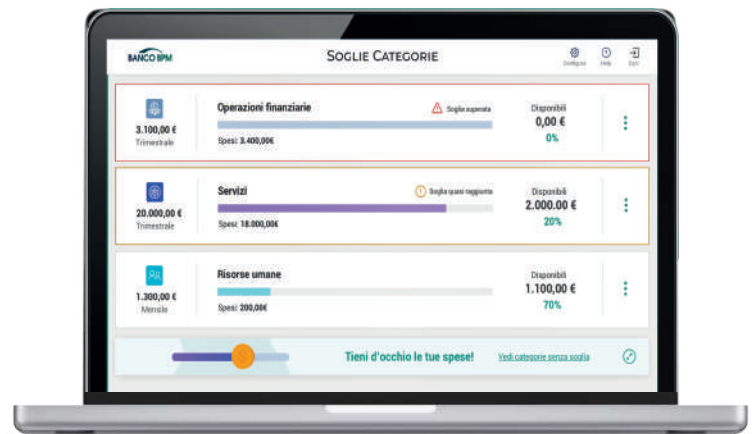 BANCO BPM
SOGLIE CATEGORIE
Configura
Help
Esci
Operazioni finanziarie
Soglia superata
3.100,00 €
Trimestrale
Spesi: 3.400,00€
Disponibili
0,00 €
0%
Servizi
Soglia quasi raggiunta
20.000,00 €
Trimestrale
Spesi: 18.000,00€
Disponibili
2.000.00 €
20%
Risorse umane
1.300,00 €
Mensile
Spesi: 200,00€
Disponibili
1.100,00 €
70%
Tieni d'occhio le tue spese!
Vedi categorie senza soglia